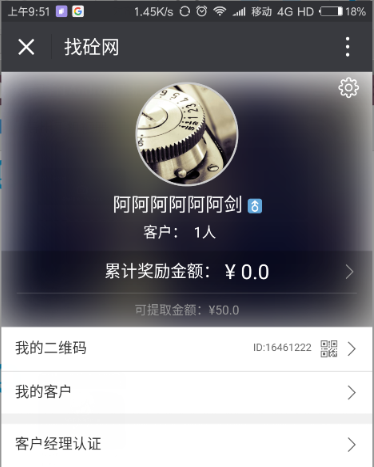 上午9:51 1.45K/s 移动 4G HD 18%
找砼网
阿阿阿阿阿阿剑
客户： 1人
累计奖励金额：￥0.0
可提取金额：￥50.0
我的二维码 ID:16461222
我的客户
客户经理认证